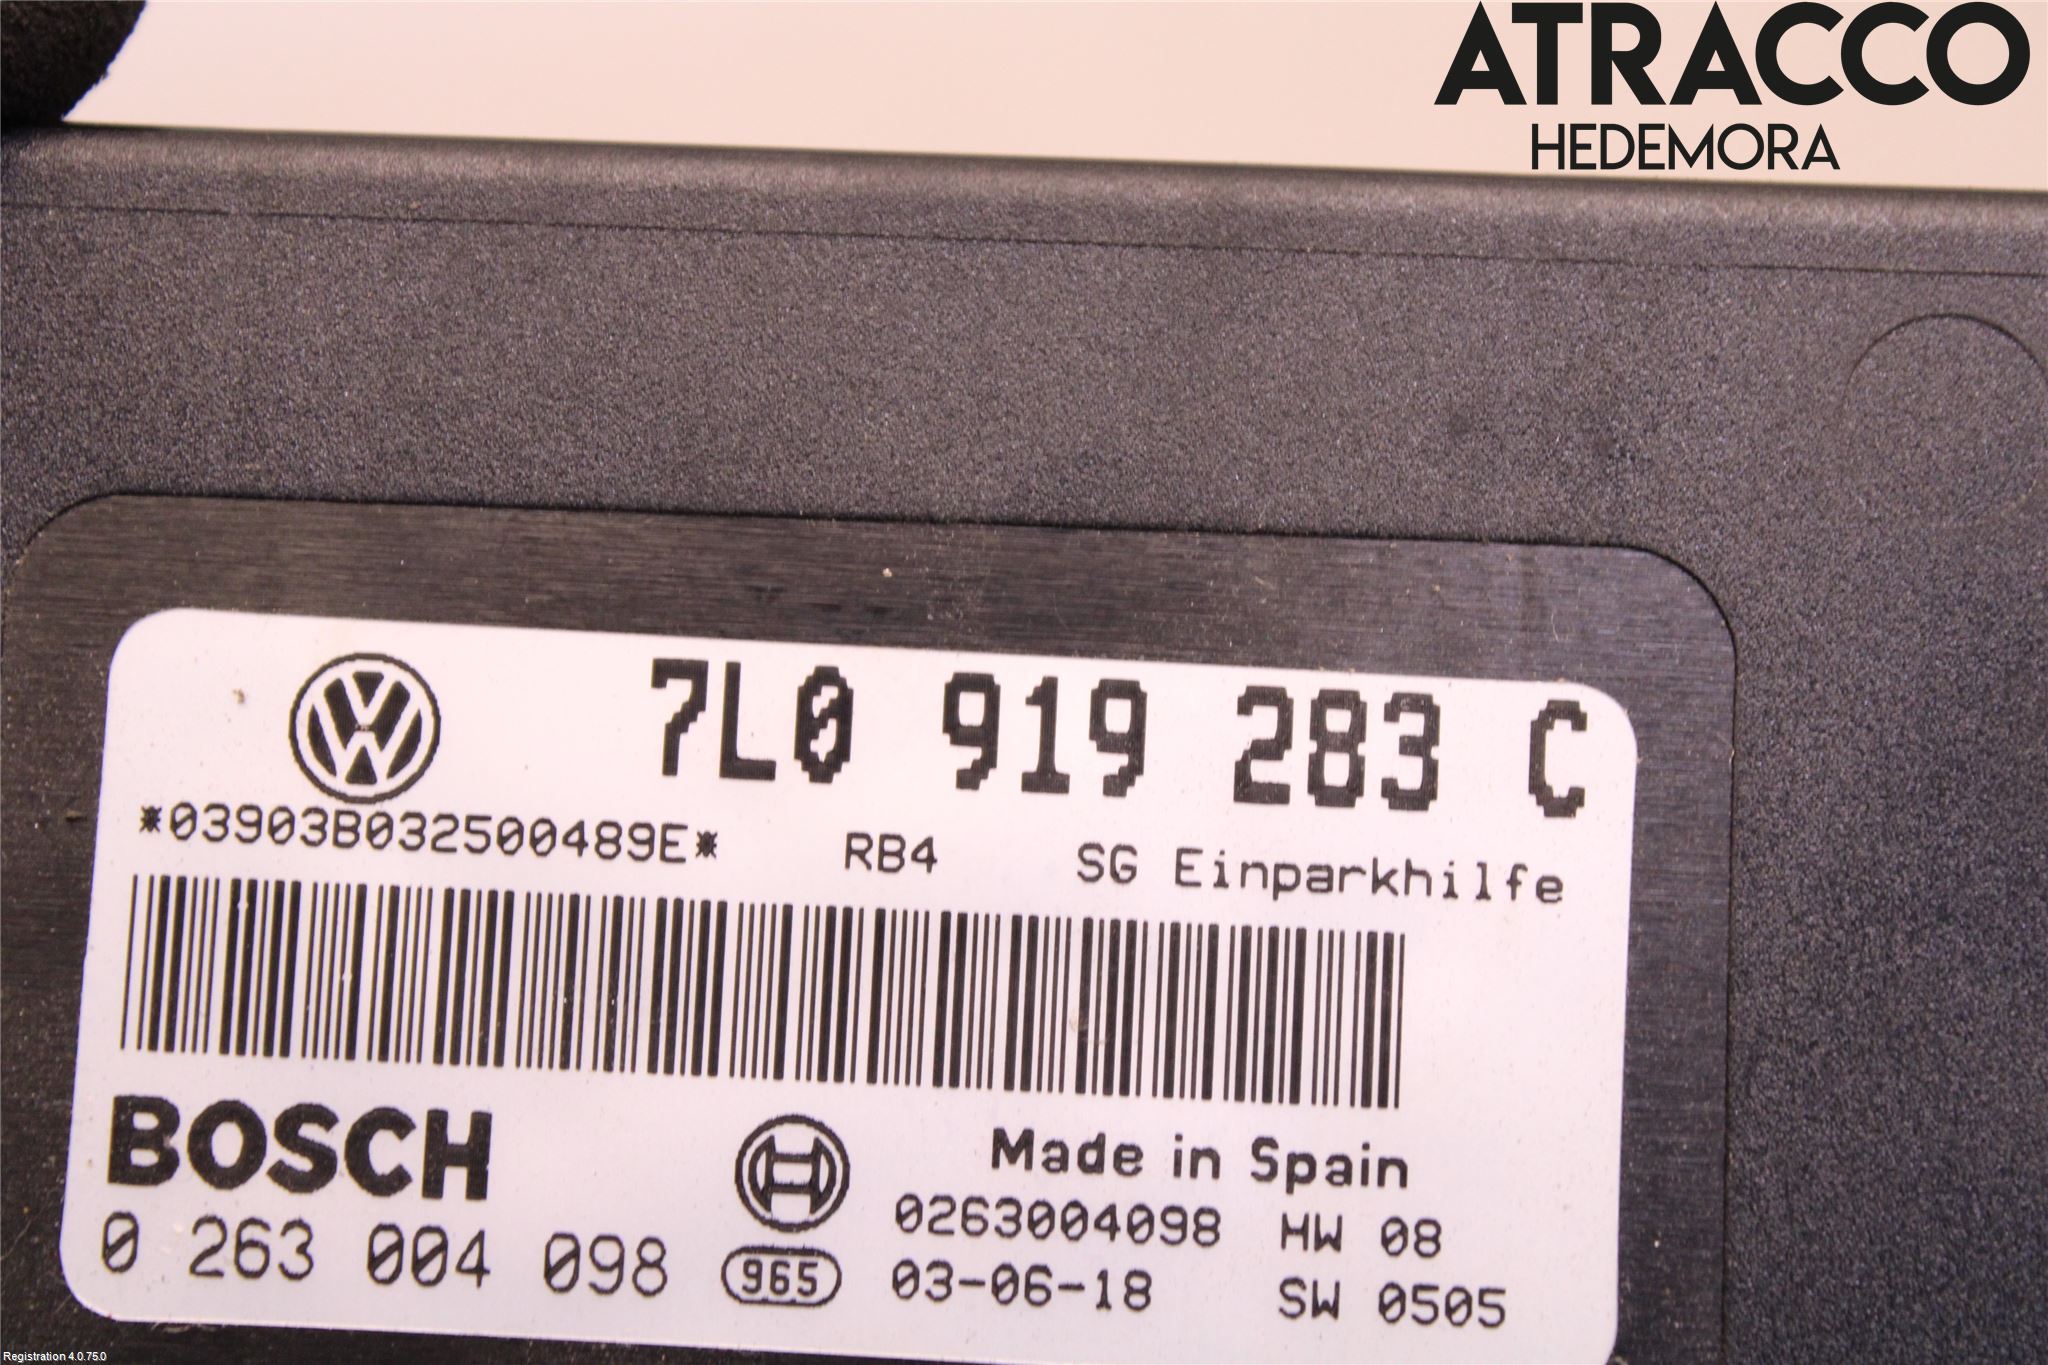 ATRACCO
HEDEMORA
7L0 919 283 C
*03903B032500489E* RB4 SG Einparkhilfe
BOSCH
Made in Spain
0263004098 HW 08
0 263 004 098
965
03-06-18 SW 0505
Registration 4.0.75.0